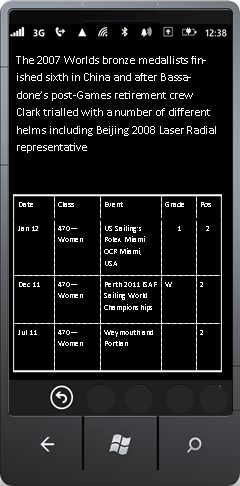 3G 12:38
The 2007 Worlds bronze medallists fin-
ished sixth in China and after Bassa-
done's post-Games retirement crew
Clark trialled with a number of different
helms including Beijing 2008 Laser Radial
representative
Date Class Event Grade Pos
Jan 12 470— US Sailing's 1 2
Women Rolex Miami
OCR Miami,
USA
Dec 11 470— Perth 2011 ISAF W 2
Women Sailing World
Championships
Jul 11 470— Weymouth and 2
Women Portlan